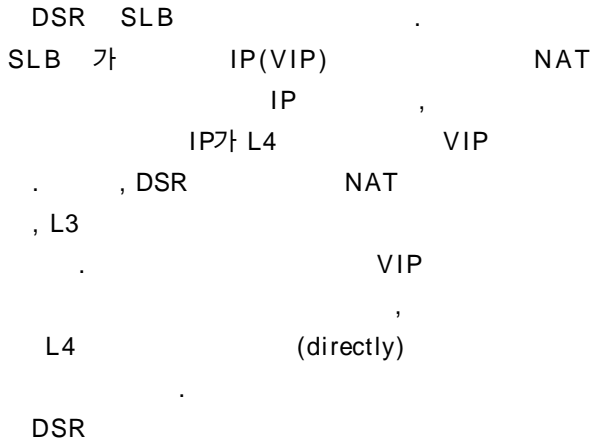 DSR SLB .
SLB 가 IP(VIP) NAT
IP ,
IP가 L4 VIP
. , DSR NAT
, L3
. VIP
,
L4 (directly)
.
DSR